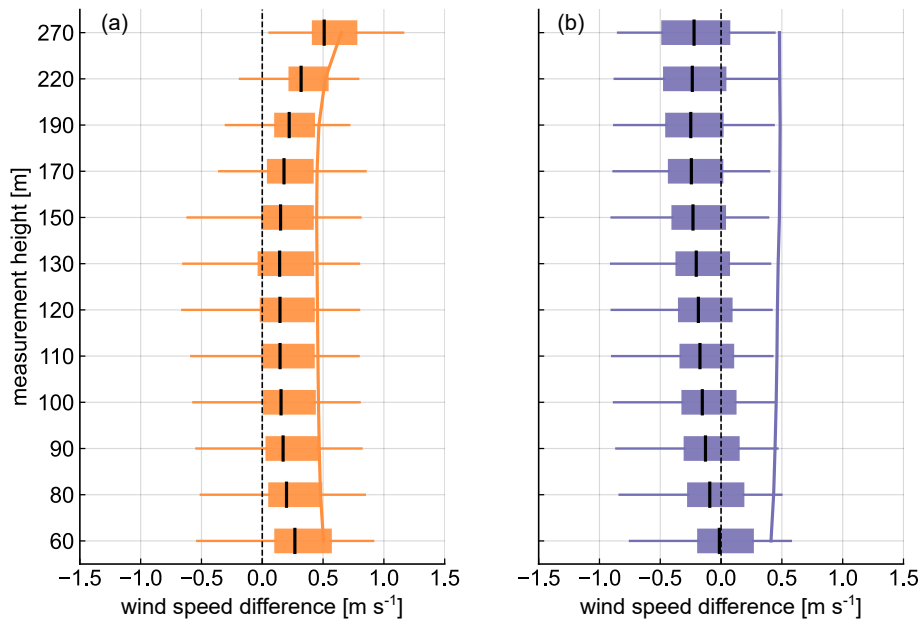 (a)
(b)
measurement height [m]
270
220
190
170
150
130
120
110
100
90
80
60
−1.5 −1.0 −0.5 0.0 0.5 1.0 1.5
−1.5 −1.0 −0.5 0.0 0.5 1.0 1.5
wind speed difference [m s⁻¹]
wind speed difference [m s⁻¹]